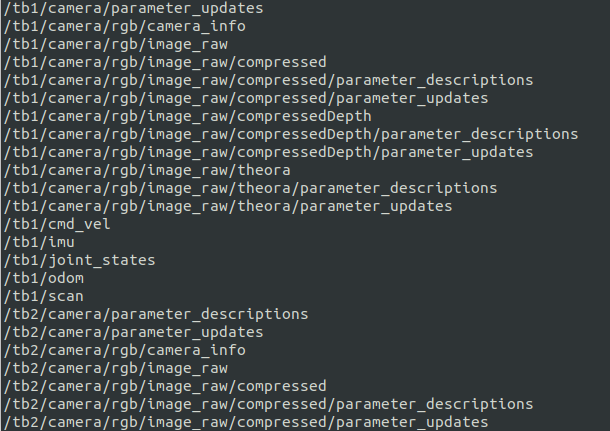 /tb1/camera/parameter_updates
/tb1/camera/rgb/camera_info
/tb1/camera/rgb/image_raw
/tb1/camera/rgb/image_raw/compressed
/tb1/camera/rgb/image_raw/compressed/parameter_descriptions
/tb1/camera/rgb/image_raw/compressed/parameter_updates
/tb1/camera/rgb/image_raw/compressedDepth
/tb1/camera/rgb/image_raw/compressedDepth/parameter_descriptions
/tb1/camera/rgb/image_raw/compressedDepth/parameter_updates
/tb1/camera/rgb/image_raw/theora
/tb1/camera/rgb/image_raw/theora/parameter_descriptions
/tb1/camera/rgb/image_raw/theora/parameter_updates
/tb1/cmd_vel
/tb1/imu
/tb1/joint_states
/tb1/odom
/tb1/scan
/tb2/camera/parameter_descriptions
/tb2/camera/parameter_updates
/tb2/camera/rgb/camera_info
/tb2/camera/rgb/image_raw
/tb2/camera/rgb/image_raw/compressed
/tb2/camera/rgb/image_raw/compressed/parameter_descriptions
/tb2/camera/rgb/image_raw/compressed/parameter_updates